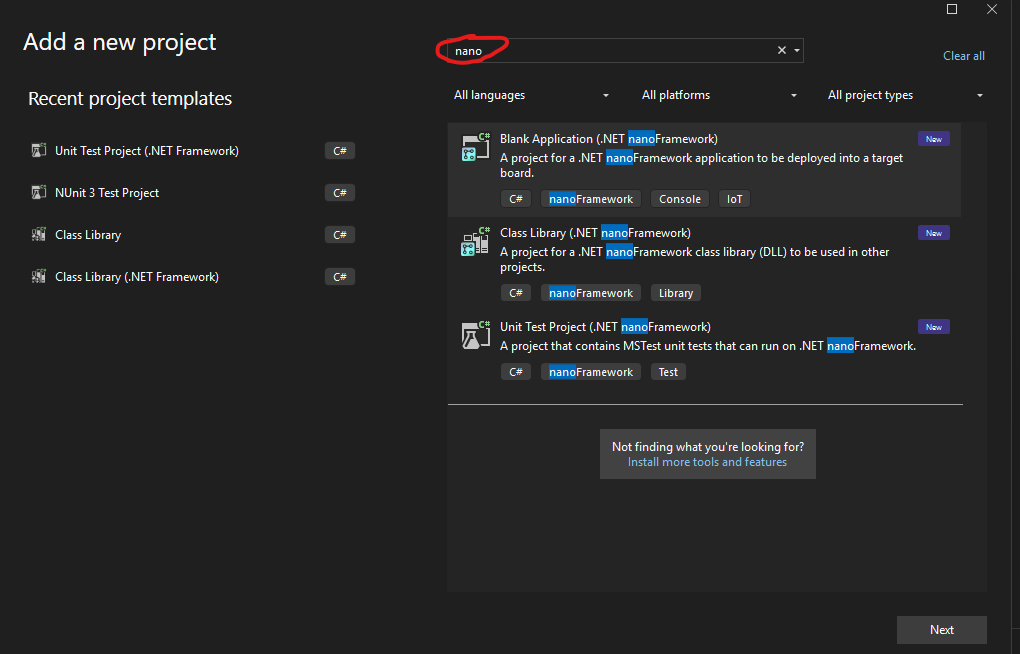 Add a new project
Recent project templates
Unit Test Project (.NET Framework)
C#
NUnit 3 Test Project
C#
Class Library
C#
Class Library (.NET Framework)
C#
nano
Clear all
All languages
All platforms
All project types
C#
Blank Application (.NET nanoFramework)
New
A project for a .NET nanoFramework application to be deployed into a target
board.
C# nanoFramework Console IoT
C#
Class Library (.NET nanoFramework)
New
A project for a .NET nanoFramework class library (DLL) to be used in other
projects.
C# nanoFramework Library
C#
Unit Test Project (.NET nanoFramework)
New
A project that contains MSTest unit tests that can run on .NET nanoFramework.
C# nanoFramework Test
Not finding what you're looking for?
Install more tools and features
Next